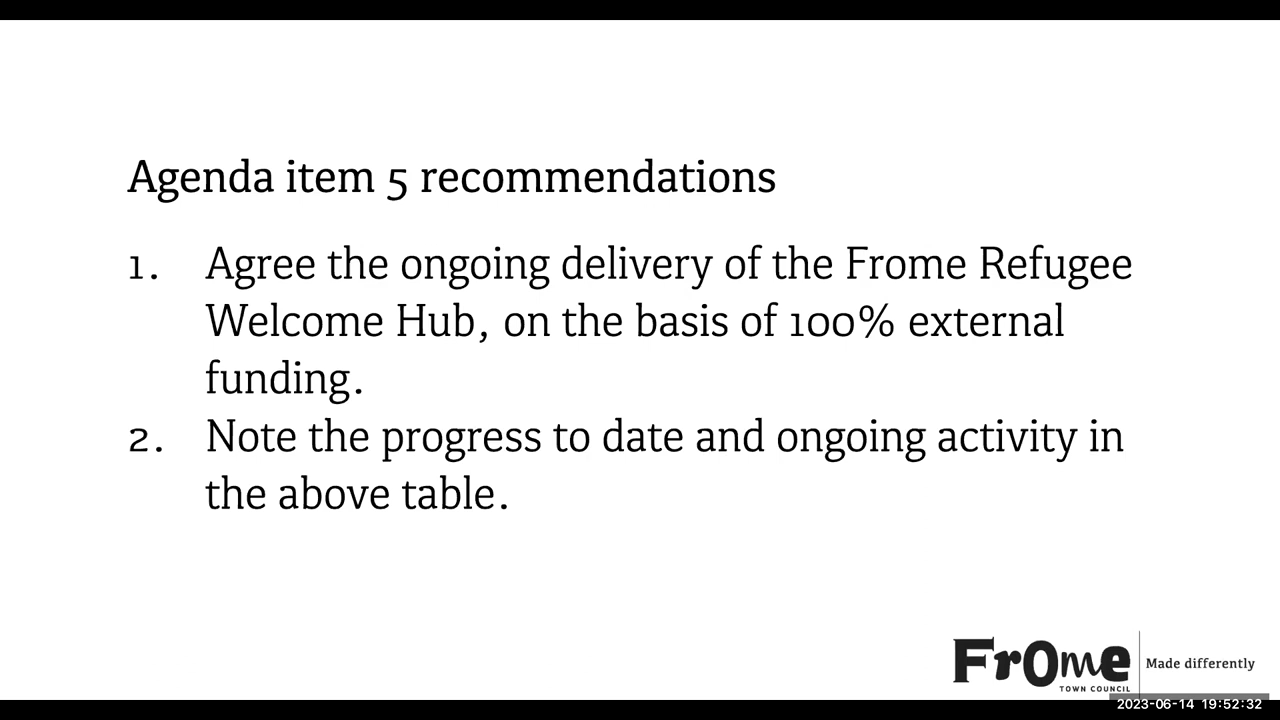 Agenda item 5 recommendations
1. Agree the ongoing delivery of the Frome Refugee
Welcome Hub, on the basis of 100% external
funding.
2. Note the progress to date and ongoing activity in
the above table.
Frome
TOWN COUNCIL
Made differently
2023-06-14 19:52:32